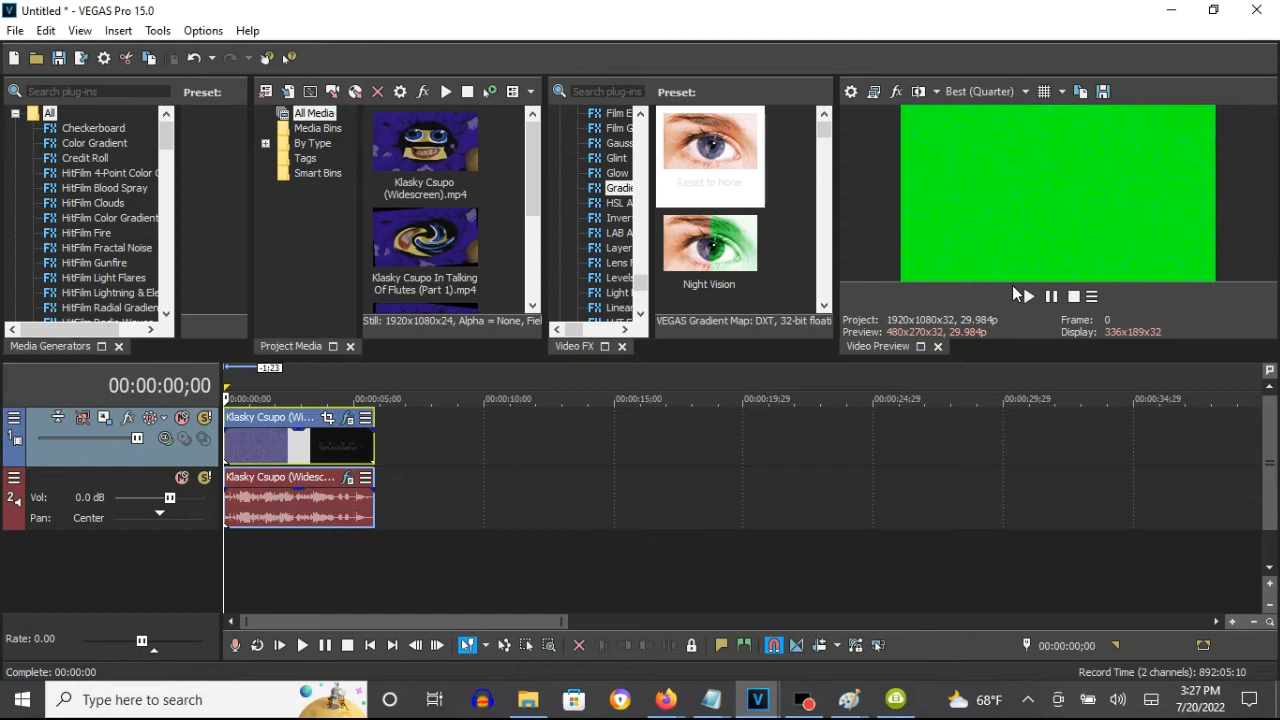 Untitled * - VEGAS Pro 15.0
File Edit View Insert Tools Options Help
Search plug-ins
Preset:
All
Checkerboard
Color Gradient
Credit Roll
HitFilm 4-Point Color G
HitFilm Blood Spray
HitFilm Clouds
HitFilm Color Gradient
HitFilm Fire
HitFilm Fractal Noise
HitFilm Gunfire
HitFilm Light Flares
HitFilm Lightning & Ele
HitFilm Radial Gradien
Media Generators
All Media
Media Bins
By Type
Tags
Smart Bins
Klasky Csupo
(Widescreen).mp4
Klasky Csupo In Talking
Of Flutes (Part 1).mp4
Still: 1920x1080x24, Alpha = None, Fiel
Project Media
Search plug-ins
Preset:
Film E
Film G
Gauss
Glint
Glow
Gradie
HSL A
Invert
LAB A
Layer
Lens F
Levels
Light
Linear
Reset to None
Night Vision
VEGAS Gradient Map: DXT, 32-bit floati
Video FX
Best (Quarter)
Project: 1920x1080x32, 29.984p
Frame: 0
Preview: 480x270x32, 29.984p
Display: 336x189x32
Video Preview
00:00:00;00
-1;23
00:00:00;00 00:00:05;00 00:00:10;00 00:00:15;00 00:00:19;29 00:00:24;29 00:00:29;29 00:00:34;29
1
Klasky Csupo (Wi...
2
Klasky Csupo (Widesc...
Vol: 0.0 dB
Pan: Center
Rate: 0.00
00:00:00;00
Complete: 00:00:00
Record Time (2 channels): 892:05:10
Type here to search
68°F
3:27 PM
7/20/2022